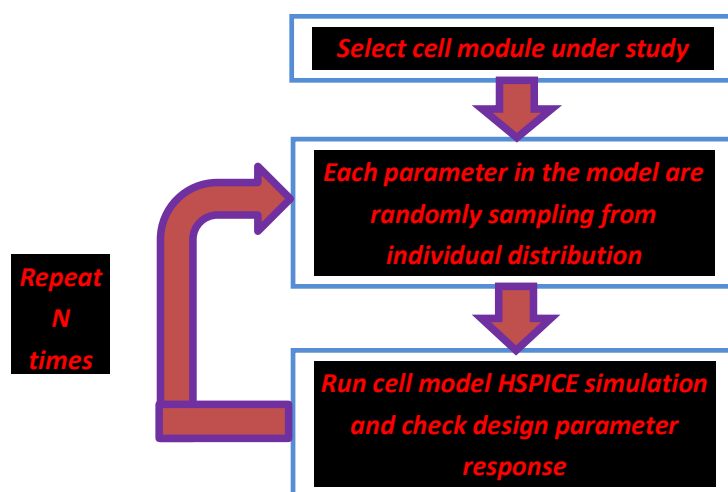 Select cell module under study
Each parameter in the model are
randomly sampling from
individual distribution
Repeat
N
times
Run cell model HSPICE simulation
and check design parameter
response